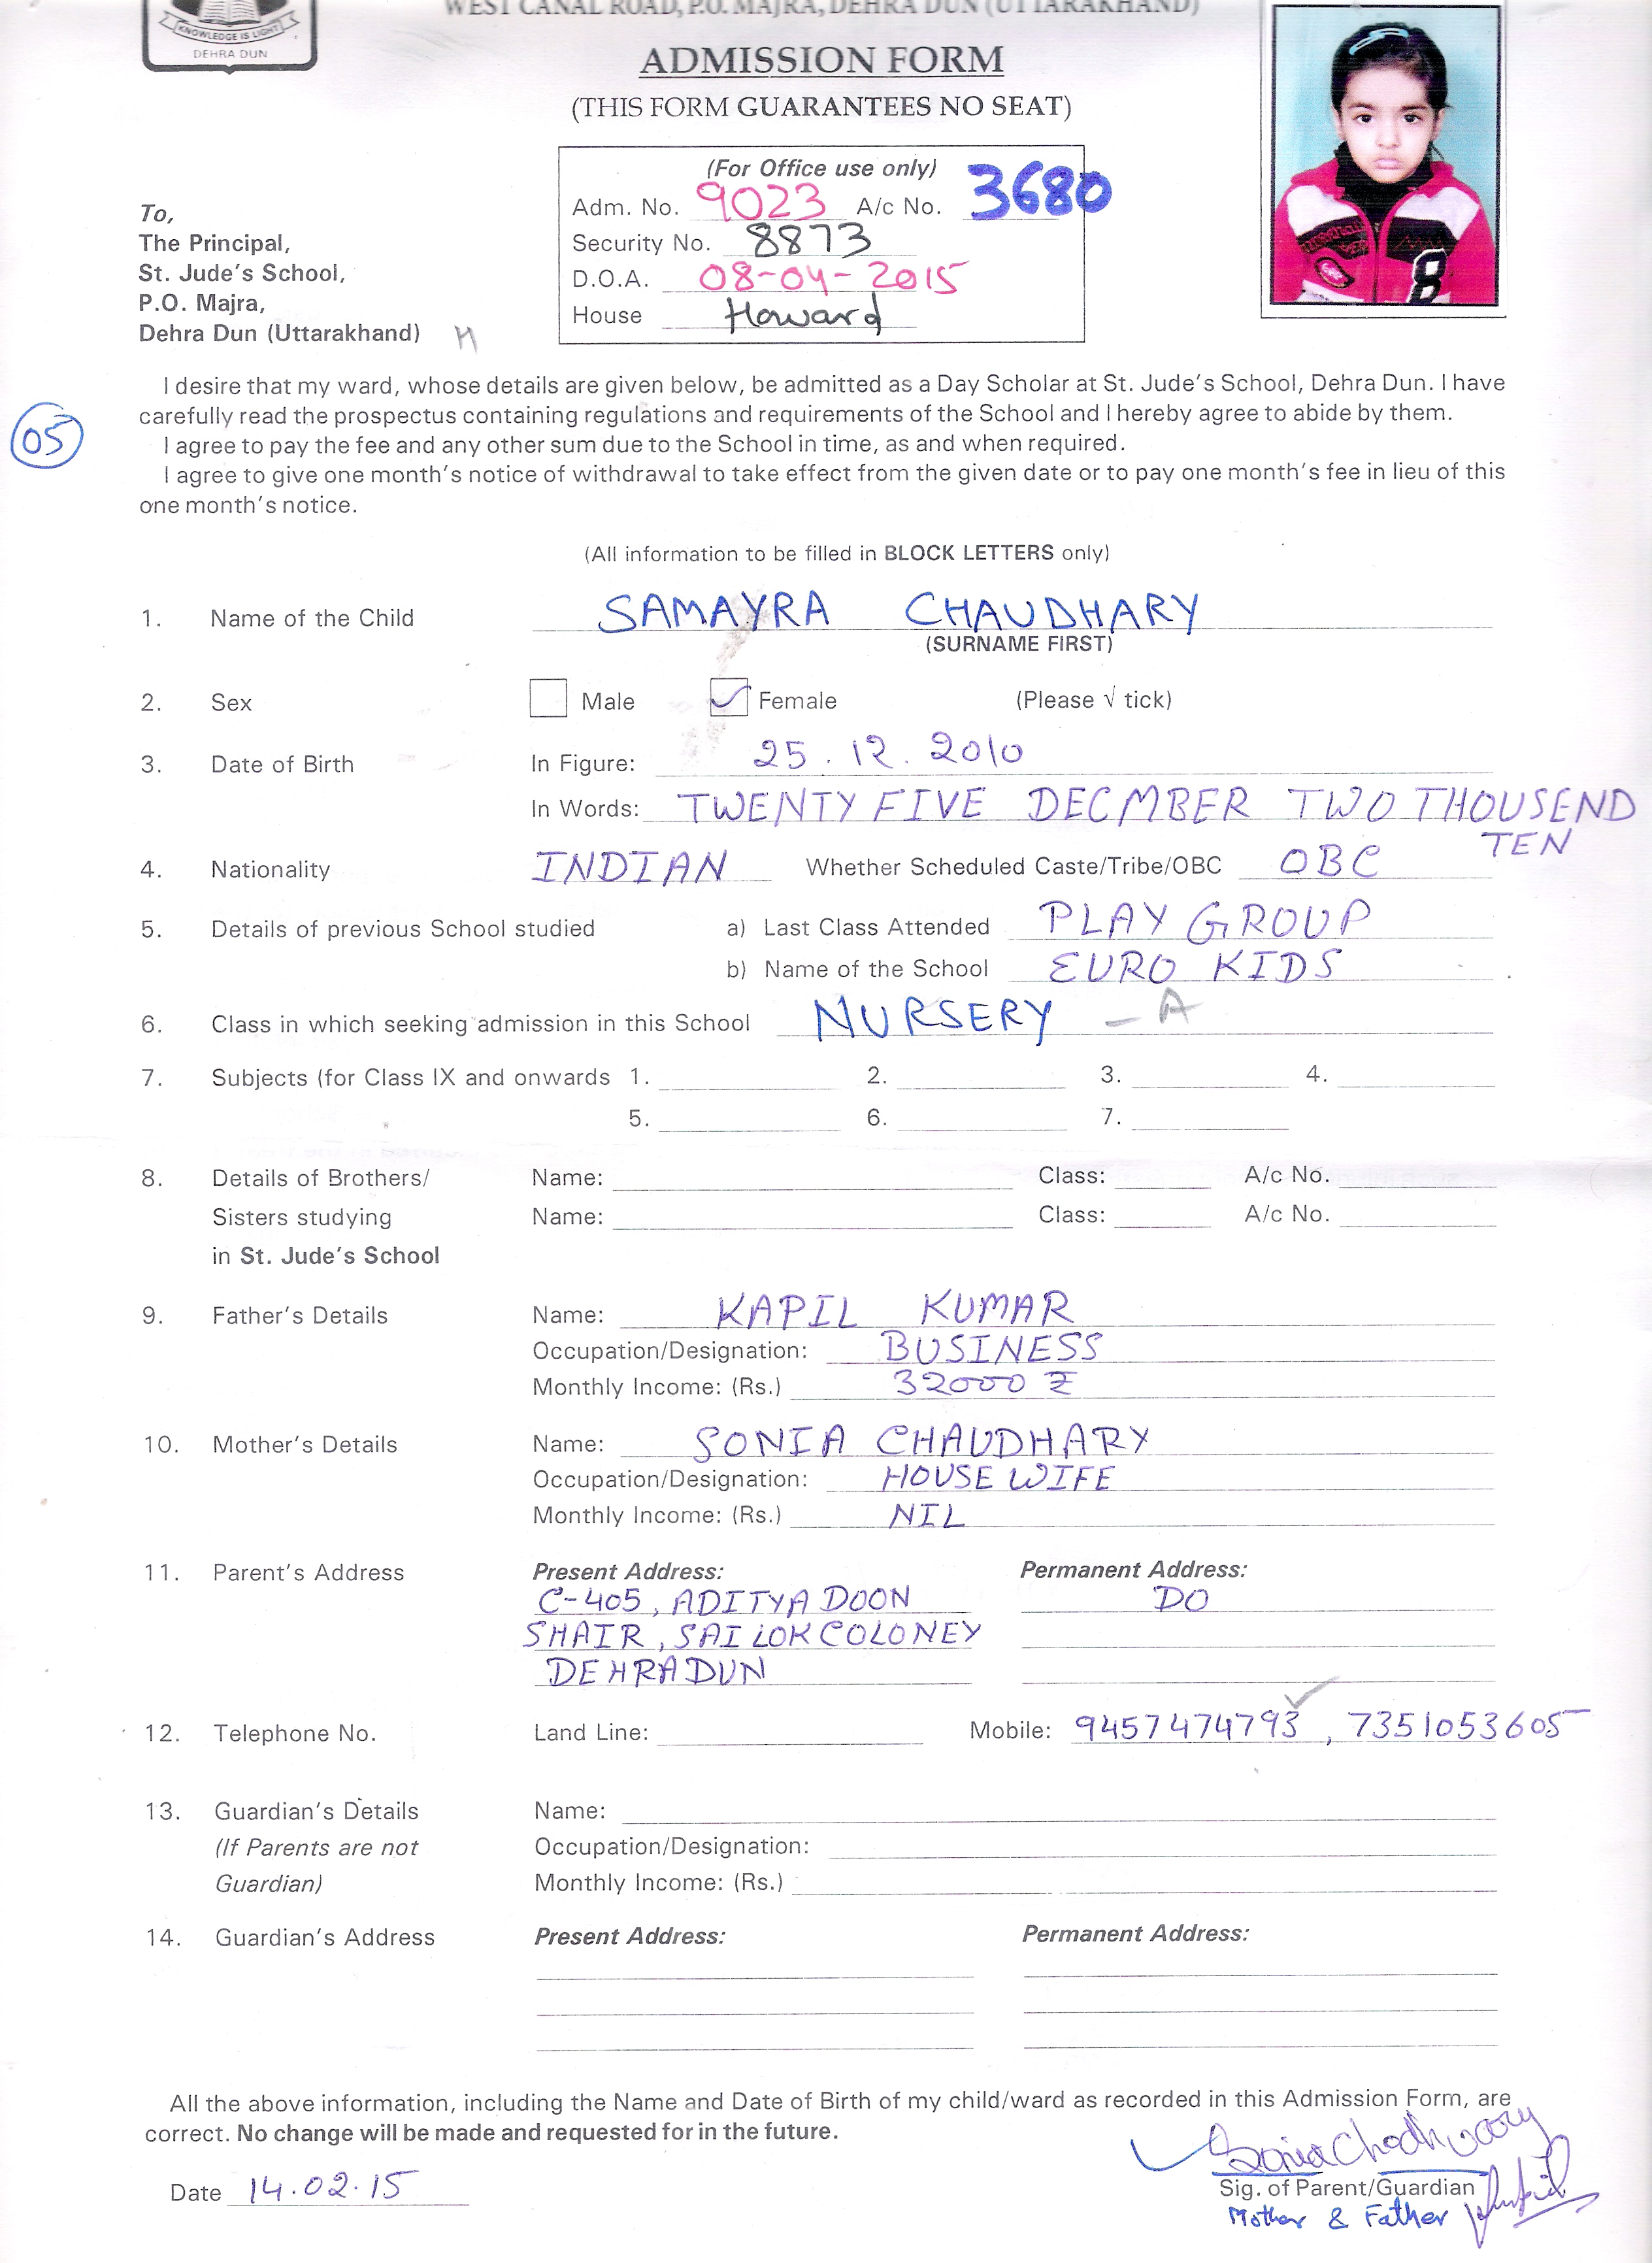 KNOWLEDGE IS LIGHT
DEHRA DUN
WEST CANAL ROAD, P.O. MAJRA, DEHRA DUN (UTTARAKHAND)
ADMISSION FORM
(THIS FORM GUARANTEES NO SEAT)
(For Office use only)
Adm. No. 9023 A/c No. 3680
Security No. 8873
D.O.A. 08-04-2015
House Howard
To,
The Principal,
St. Jude's School,
P.O. Majra,
Dehra Dun (Uttarakhand) H
I desire that my ward, whose details are given below, be admitted as a Day Scholar at St. Jude's School, Dehra Dun. I have
carefully read the prospectus containing regulations and requirements of the School and I hereby agree to abide by them.
05
I agree to pay the fee and any other sum due to the School in time, as and when required.
I agree to give one month's notice of withdrawal to take effect from the given date or to pay one month's fee in lieu of this
one month's notice.
(All information to be filled in BLOCK LETTERS only)
1. Name of the Child SAMAYRA CHAUDHARY
(SURNAME FIRST)
2. Sex Male Female (Please √ tick)
3. Date of Birth In Figure: 25.12.2010
In Words: TWENTY FIVE DECMBER TWO THOUSEND
TEN
4. Nationality INDIAN Whether Scheduled Caste/Tribe/OBC OBC
5. Details of previous School studied a) Last Class Attended PLAY GROUP
b) Name of the School EURO KIDS
6. Class in which seeking admission in this School NURSERY - A
7. Subjects (for Class IX and onwards 1. 2. 3. 4.
5. 6. 7.
8. Details of Brothers/ Name: Class: A/c No.
Sisters studying Name: Class: A/c No.
in St. Jude's School
9. Father's Details Name: KAPIL KUMAR
Occupation/Designation: BUSINESS
Monthly Income: (Rs.) 32000 ₹
10. Mother's Details Name: SONIA CHAUDHARY
Occupation/Designation: HOUSE WIFE
Monthly Income: (Rs.) NIL
11. Parent's Address Present Address: Permanent Address:
C-405, ADITYA DOON DO
SHAIR, SAI LOK COLONEY
DEHRADUN
12. Telephone No. Land Line: Mobile: 9457474793, 7351053605
13. Guardian's Details Name:
(If Parents are not Occupation/Designation:
Guardian) Monthly Income: (Rs.)
14. Guardian's Address Present Address: Permanent Address:
All the above information, including the Name and Date of Birth of my child/ward as recorded in this Admission Form, are
correct. No change will be made and requested for in the future.
Sonia Chodhwary
Date 14.02.15 Sig. of Parent/Guardian
Mother & Father